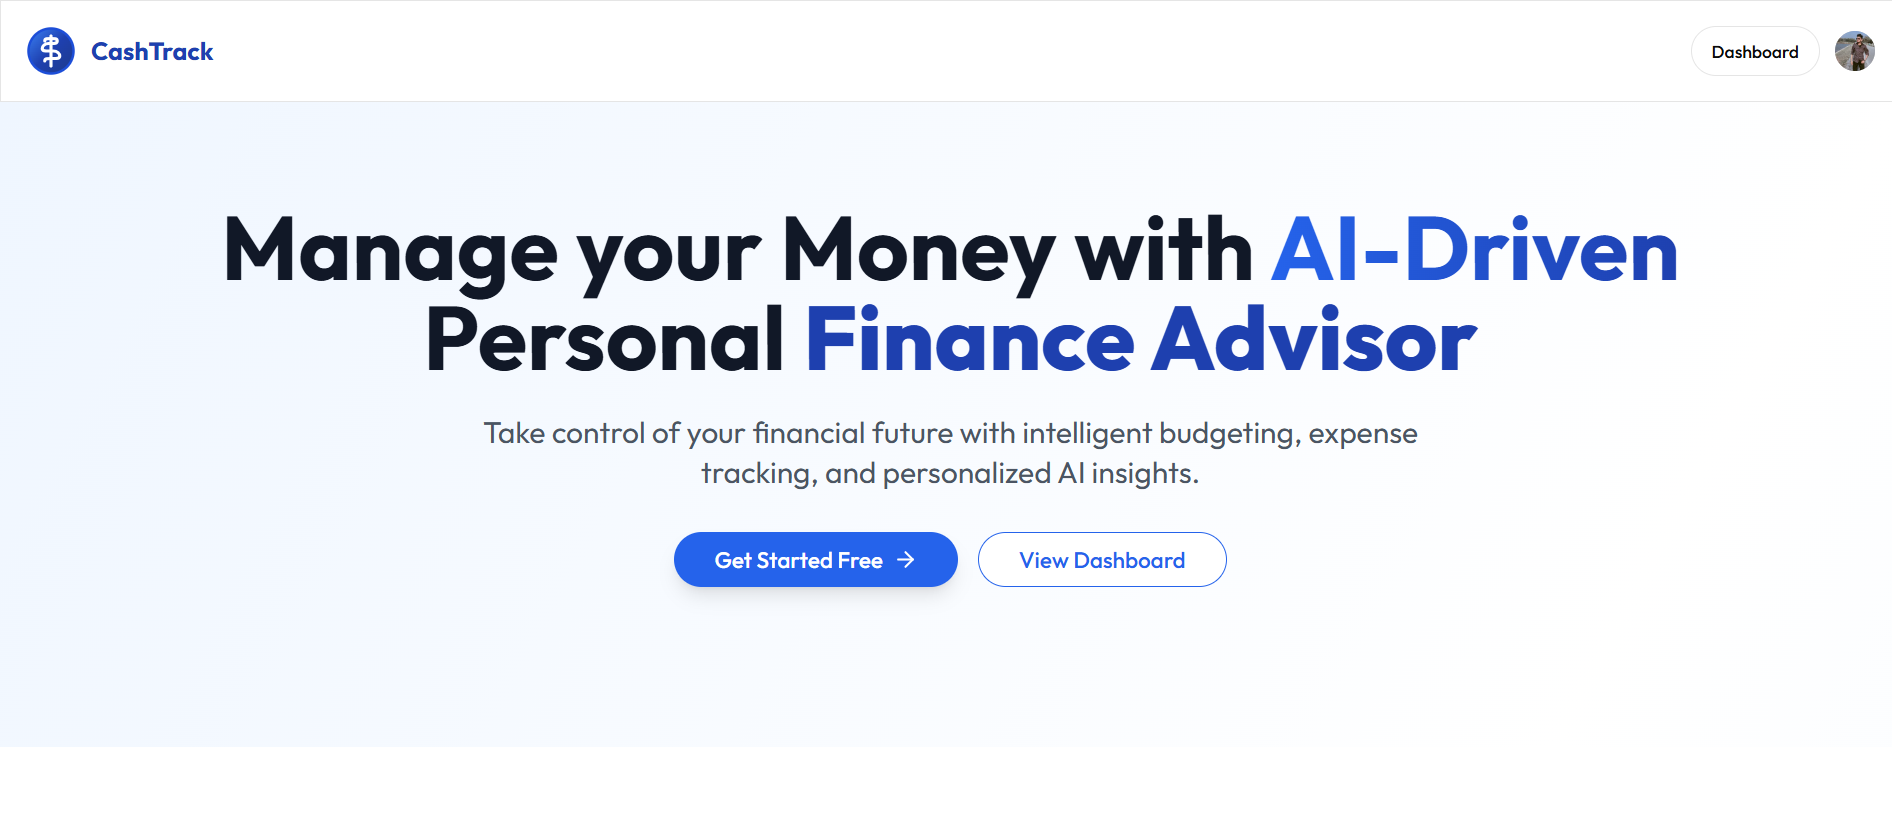 CashTrack
Dashboard
Manage your Money with AI-Driven
Personal Finance Advisor
Take control of your financial future with intelligent budgeting, expense
tracking, and personalized AI insights.
Get Started Free →
View Dashboard